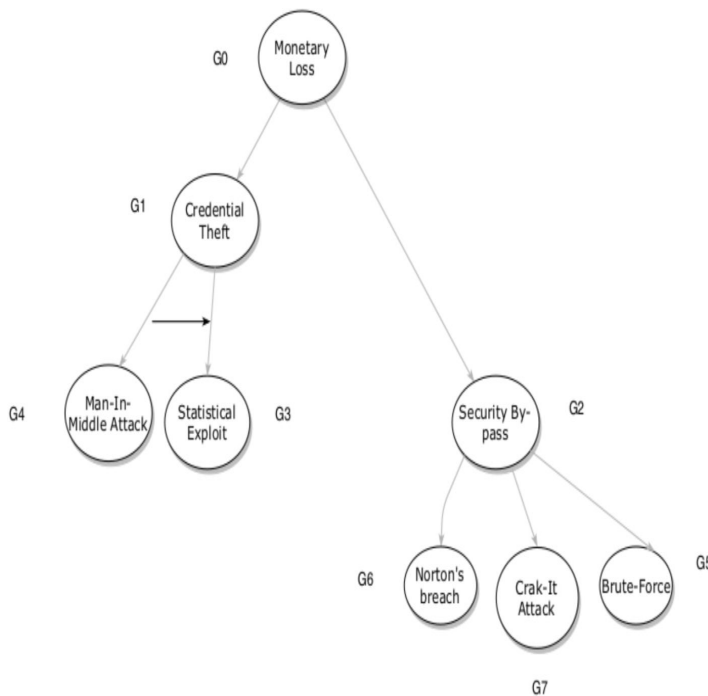 G0
Monetary
Loss
G1
Credential
Theft
G4
Man-In-
Middle Attack
Statistical
Exploit
G3
Security By-
pass
G2
G6
Norton's
breach
Crak-It
Attack
Brute-Force
G5
G7